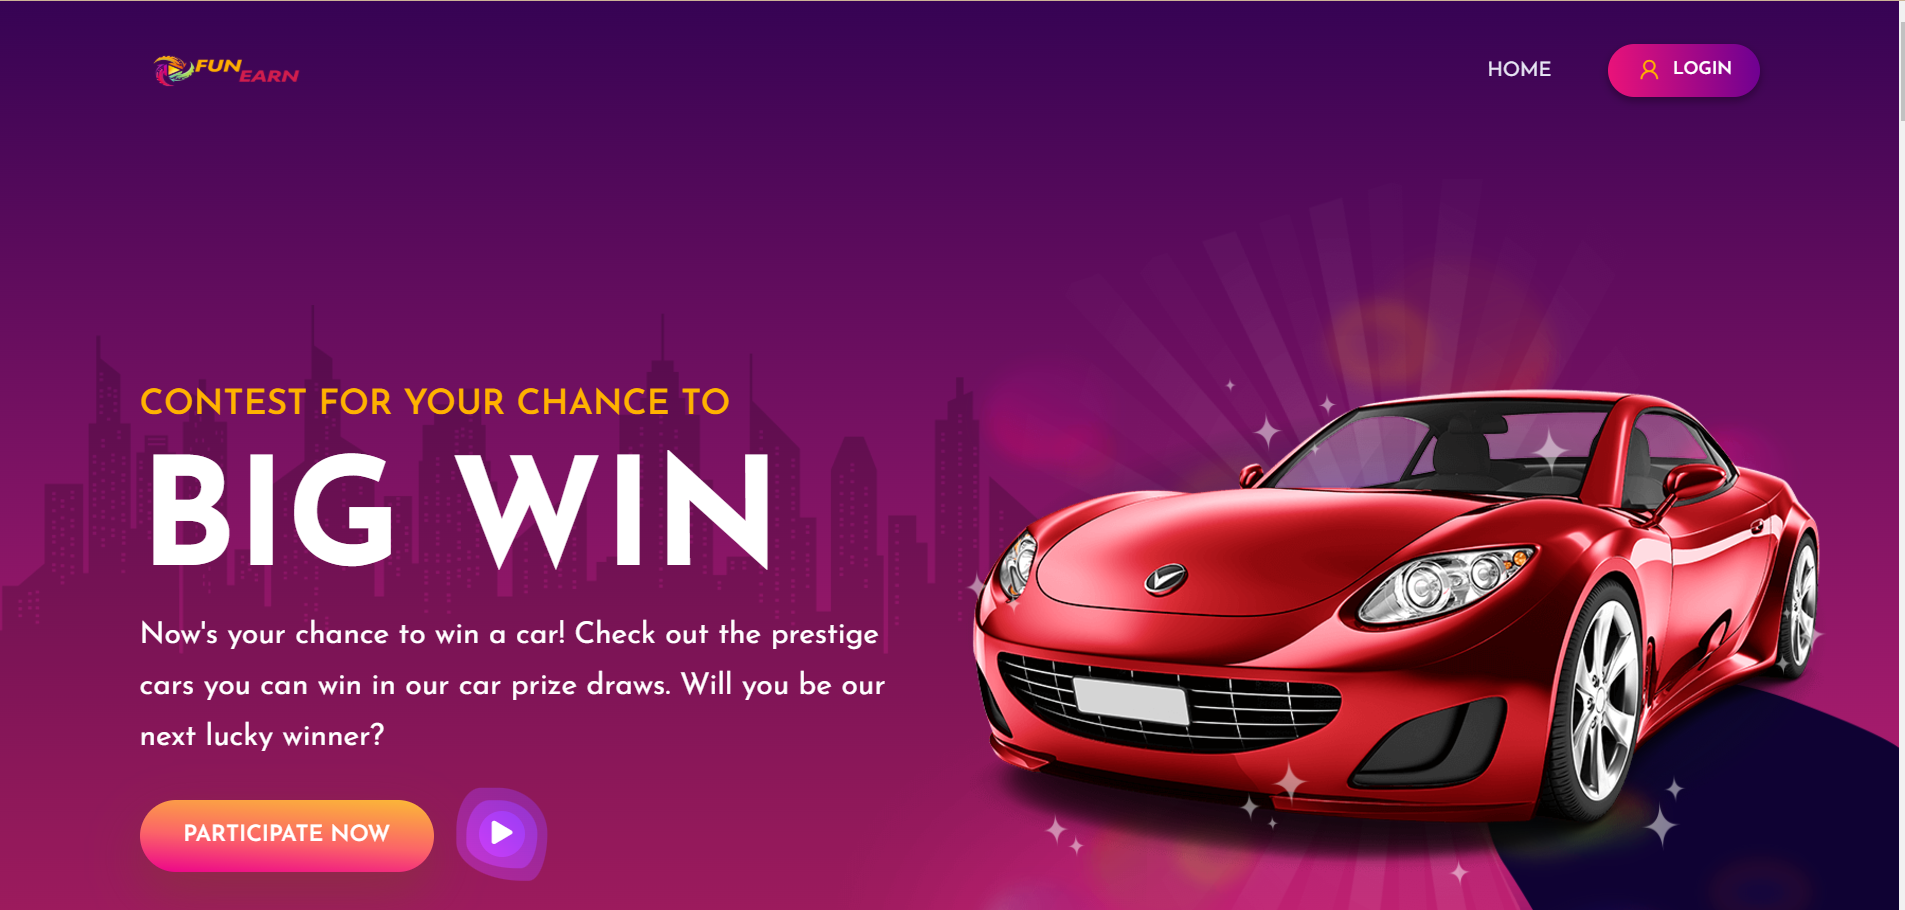 FUN
EARN
HOME
LOGIN
CONTEST FOR YOUR CHANCE TO
BIG WIN
Now's your chance to win a car! Check out the prestige
cars you can win in our car prize draws. Will you be our
next lucky winner?
PARTICIPATE NOW